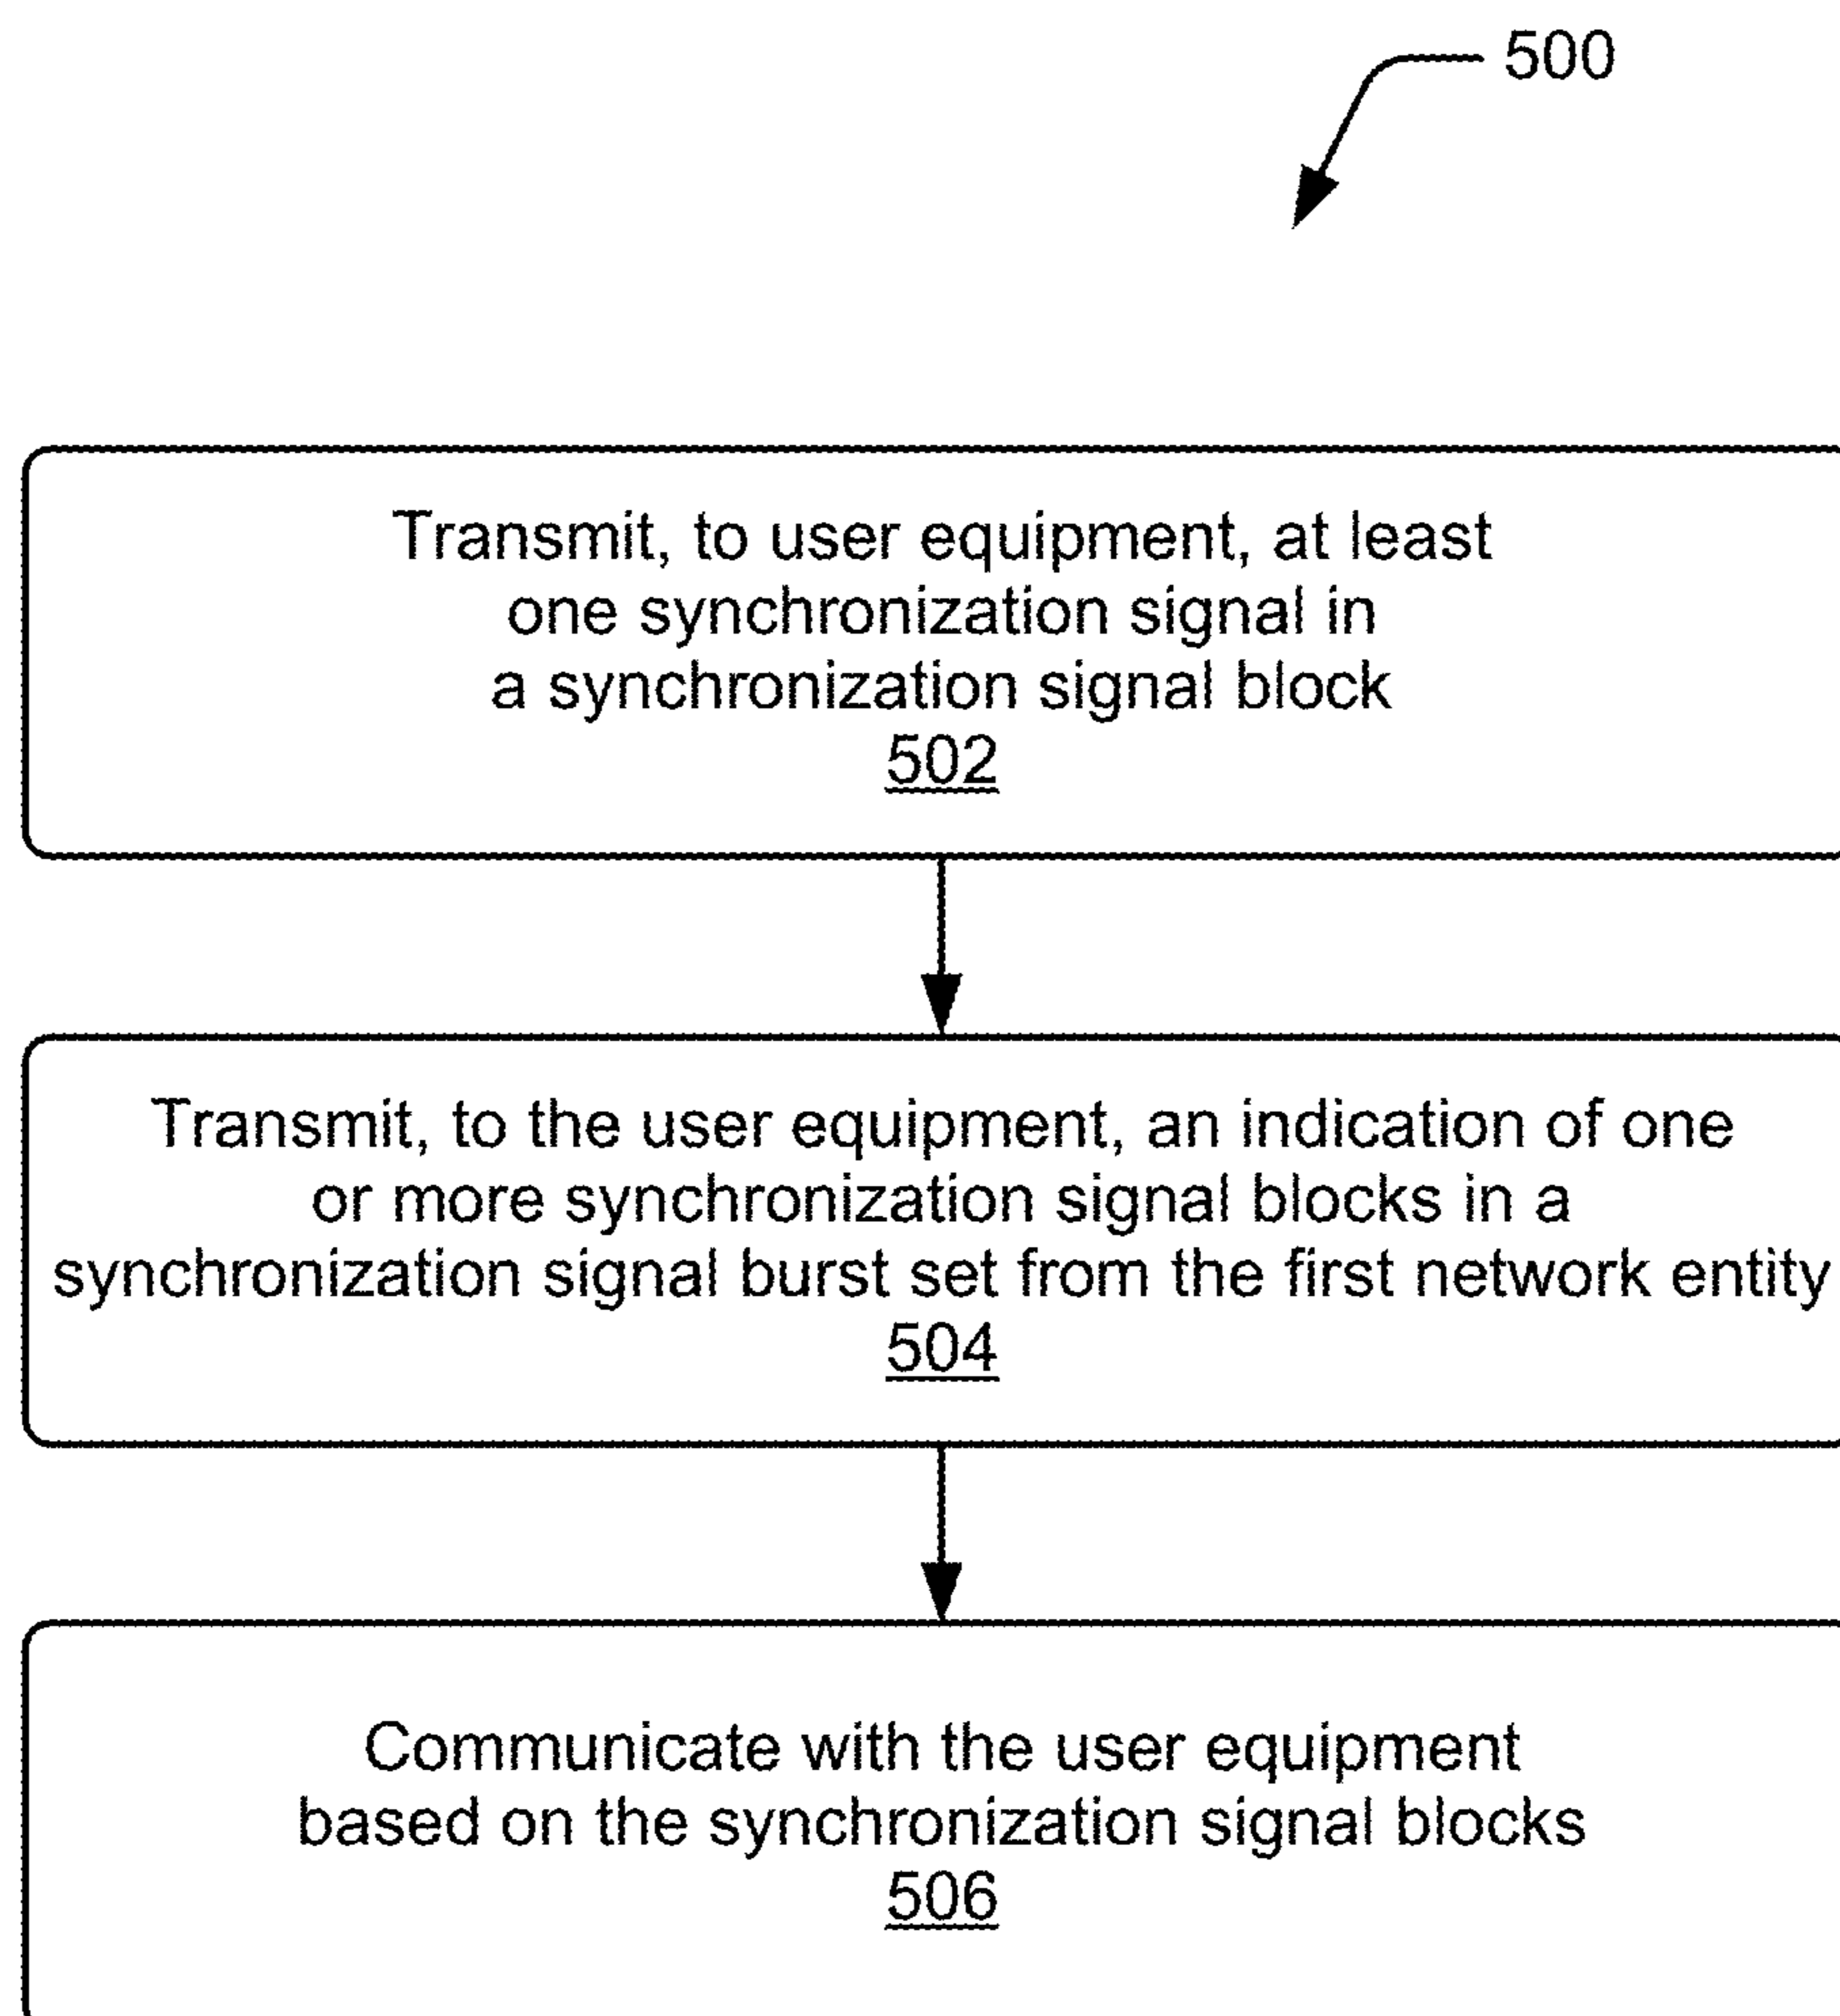 500
Transmit, to user equipment, at least
one synchronization signal in
a synchronization signal block
502
Transmit, to the user equipment, an indication of one
or more synchronization signal blocks in a
synchronization signal burst set from the first network entity
504
Communicate with the user equipment
based on the synchronization signal blocks
506